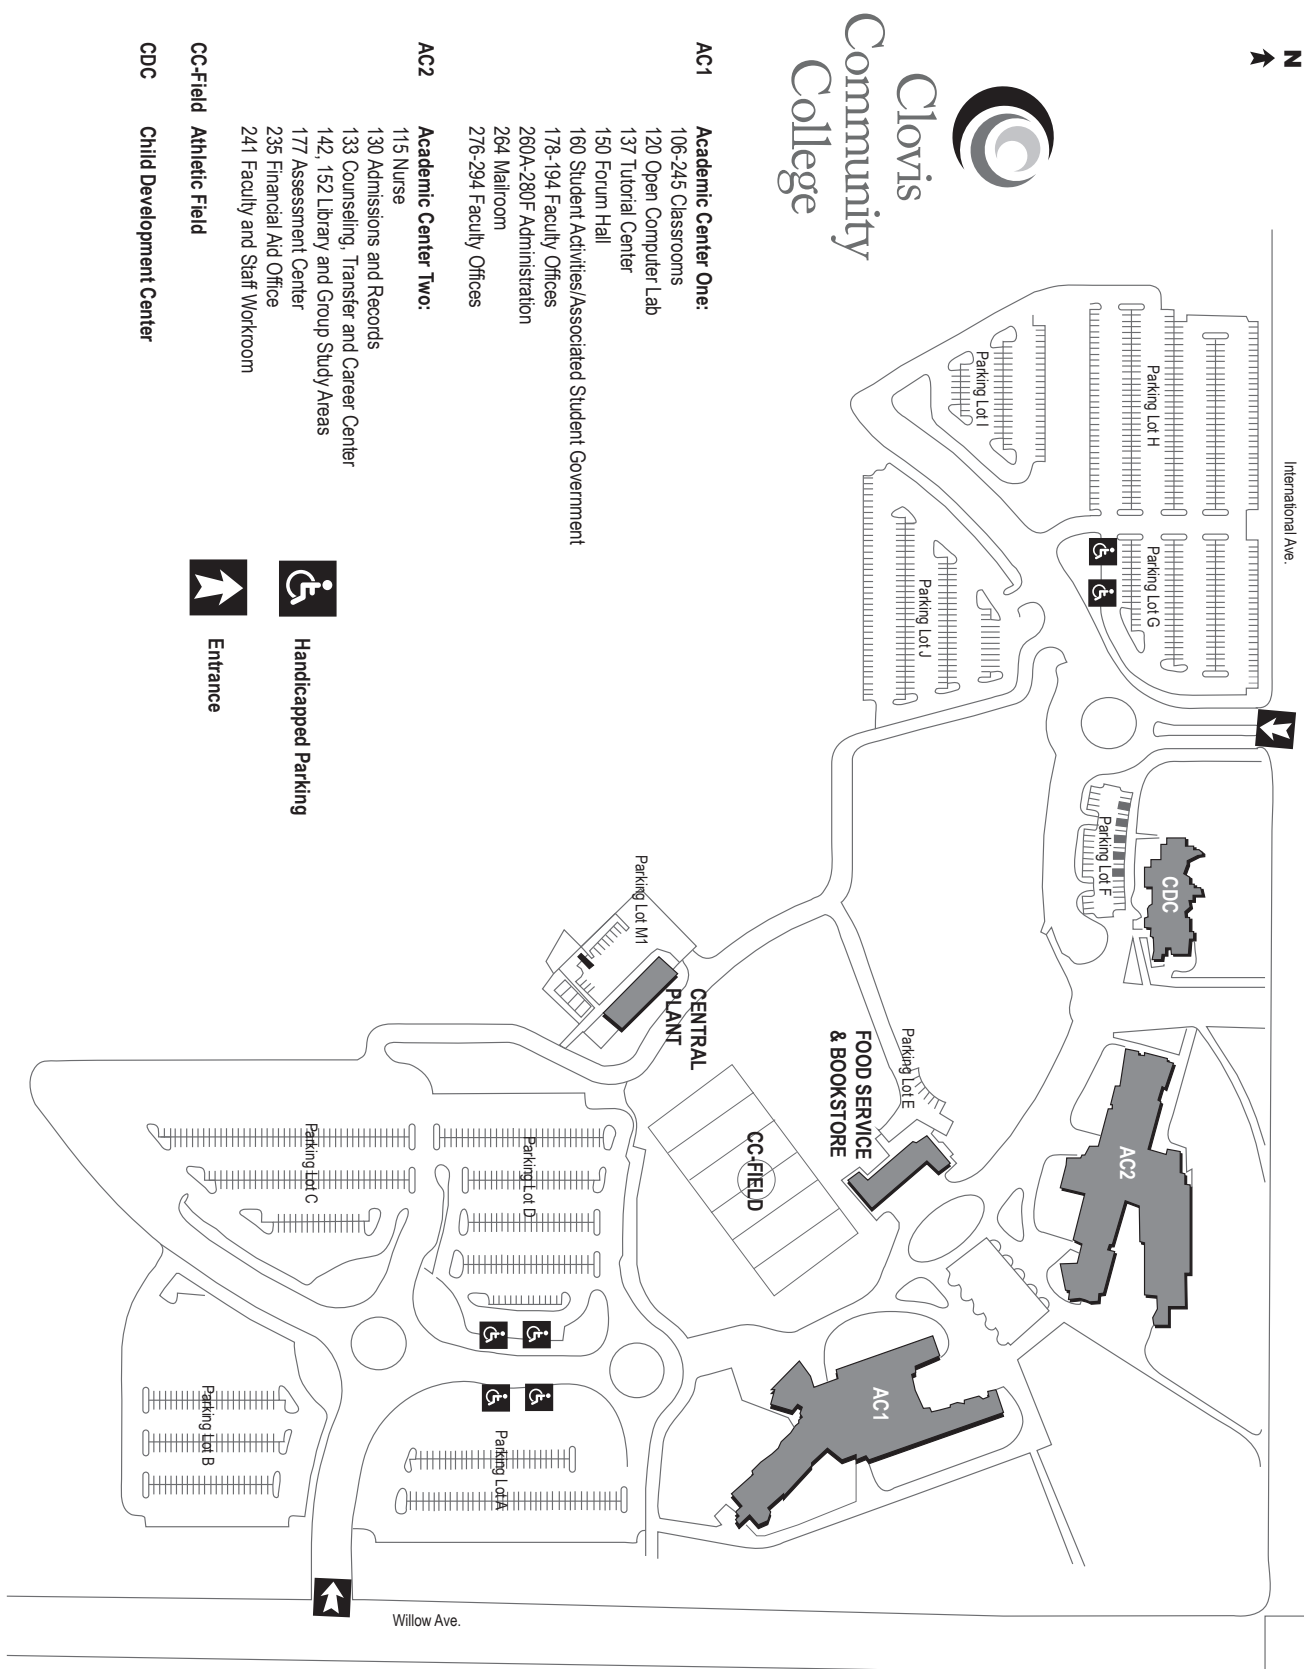 N
Clovis
Community
College
AC1 Academic Center One:
106-245 Classrooms
120 Open Computer Lab
137 Tutorial Center
150 Forum Hall
160 Student Activities/Associated Student Government
178-194 Faculty Offices
260A-280F Administration
264 Mailroom
276-294 Faculty Offices
AC2 Academic Center Two:
115 Nurse
130 Admissions and Records
133 Counseling, Transfer and Career Center
142, 152 Library and Group Study Areas
177 Assessment Center
235 Financial Aid Office
241 Faculty and Staff Workroom
CC-Field Athletic Field
CDC Child Development Center
Handicapped Parking
Entrance
International Ave.
Parking Lot H
Parking Lot I
Parking Lot G
Parking Lot J
Parking Lot F
CDC
Parking Lot M1
CENTRAL
PLANT
Parking Lot E
FOOD SERVICE
& BOOKSTORE
CC-FIELD
AC2
AC1
Parking Lot C
Parking Lot D
Parking Lot B
Parking Lot A
Willow Ave.